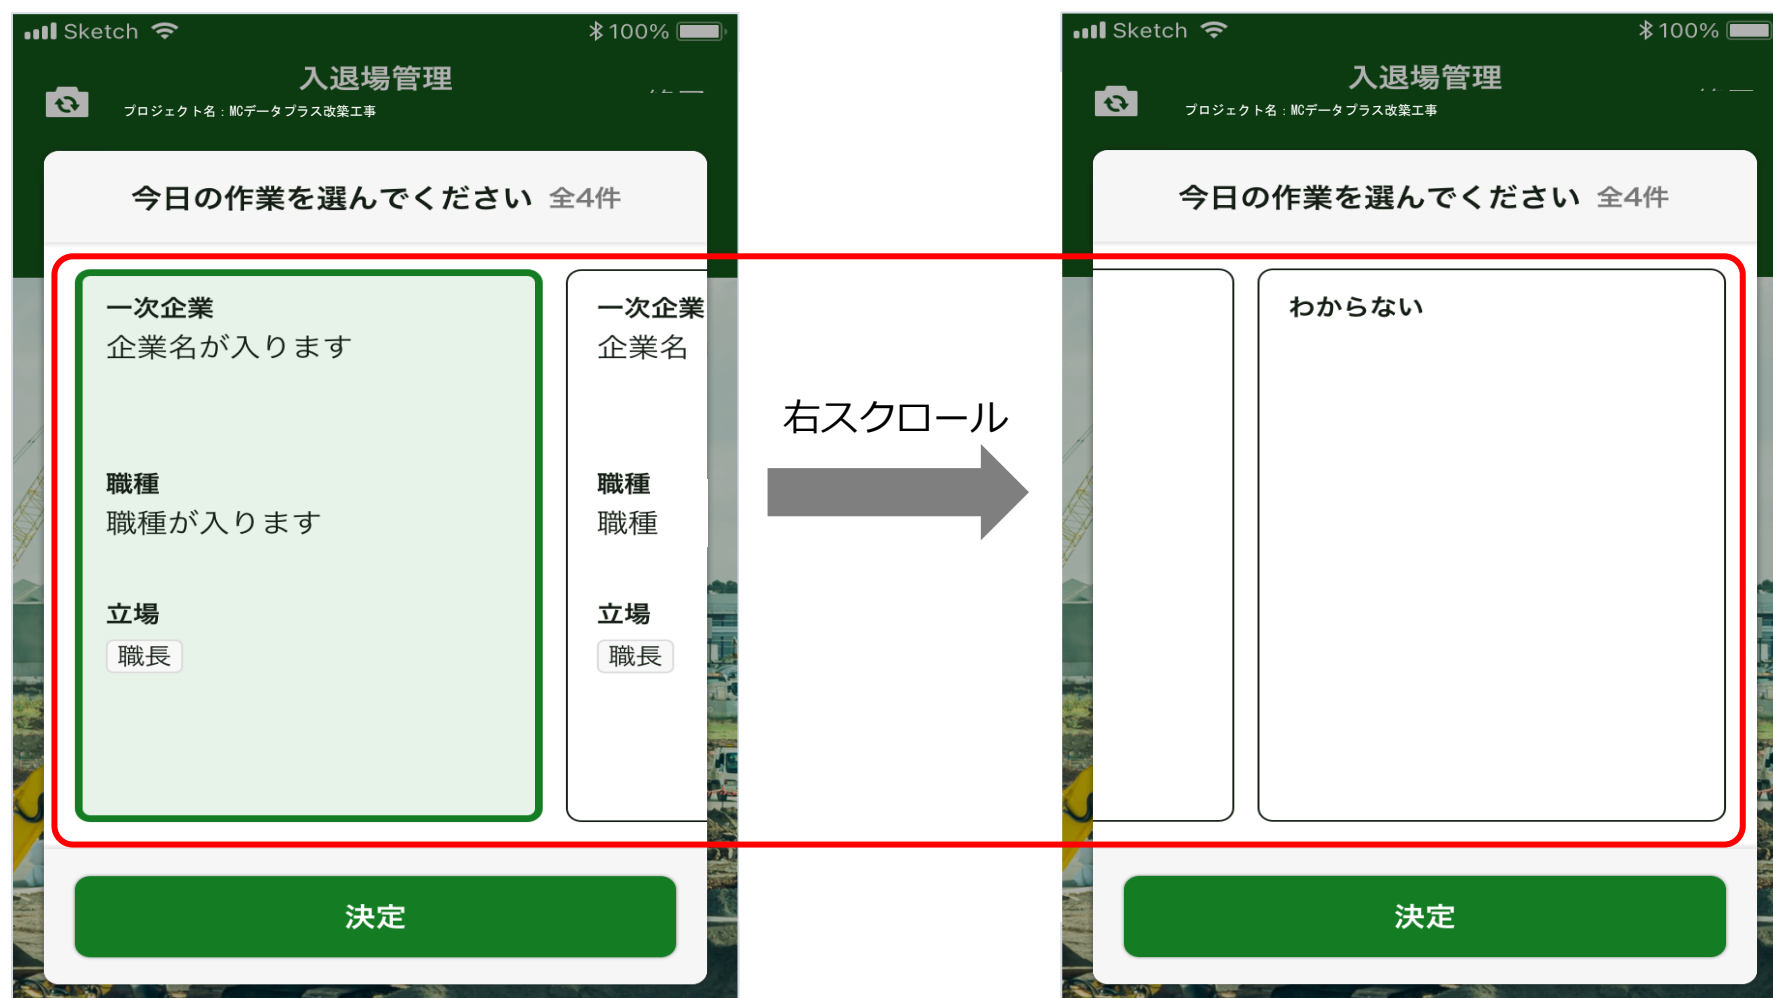 Sketch 100%
入退場管理
プロジェクト名：MCデータプラス改築工事
今日の作業を選んでください 全4件
一次企業
企業名が入ります
職種
職種が入ります
立場
職長
一次企業
企業名
職種
職種
立場
職長
決定
右スクロール
Sketch 100%
入退場管理
プロジェクト名：MCデータプラス改築工事
今日の作業を選んでください 全4件
わからない
決定